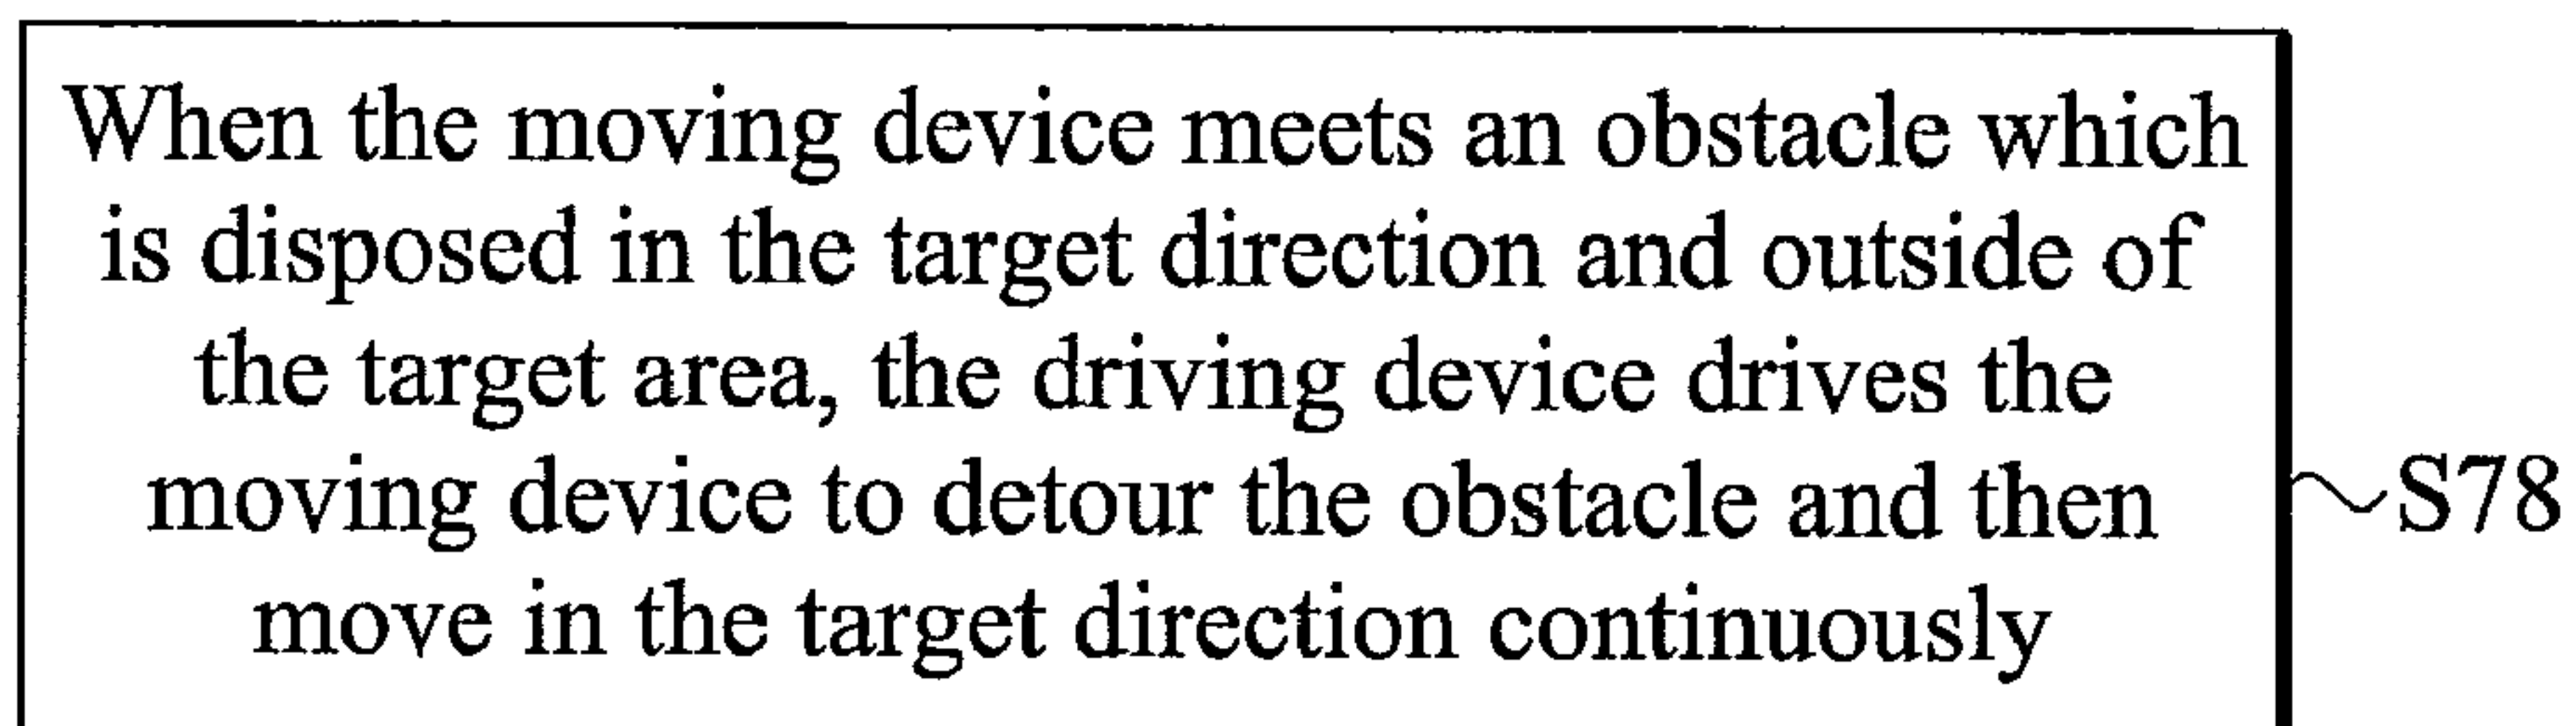 When the moving device meets an obstacle which
is disposed in the target direction and outside of
the target area, the driving device drives the
moving device to detour the obstacle and then
move in the target direction continuously
S78